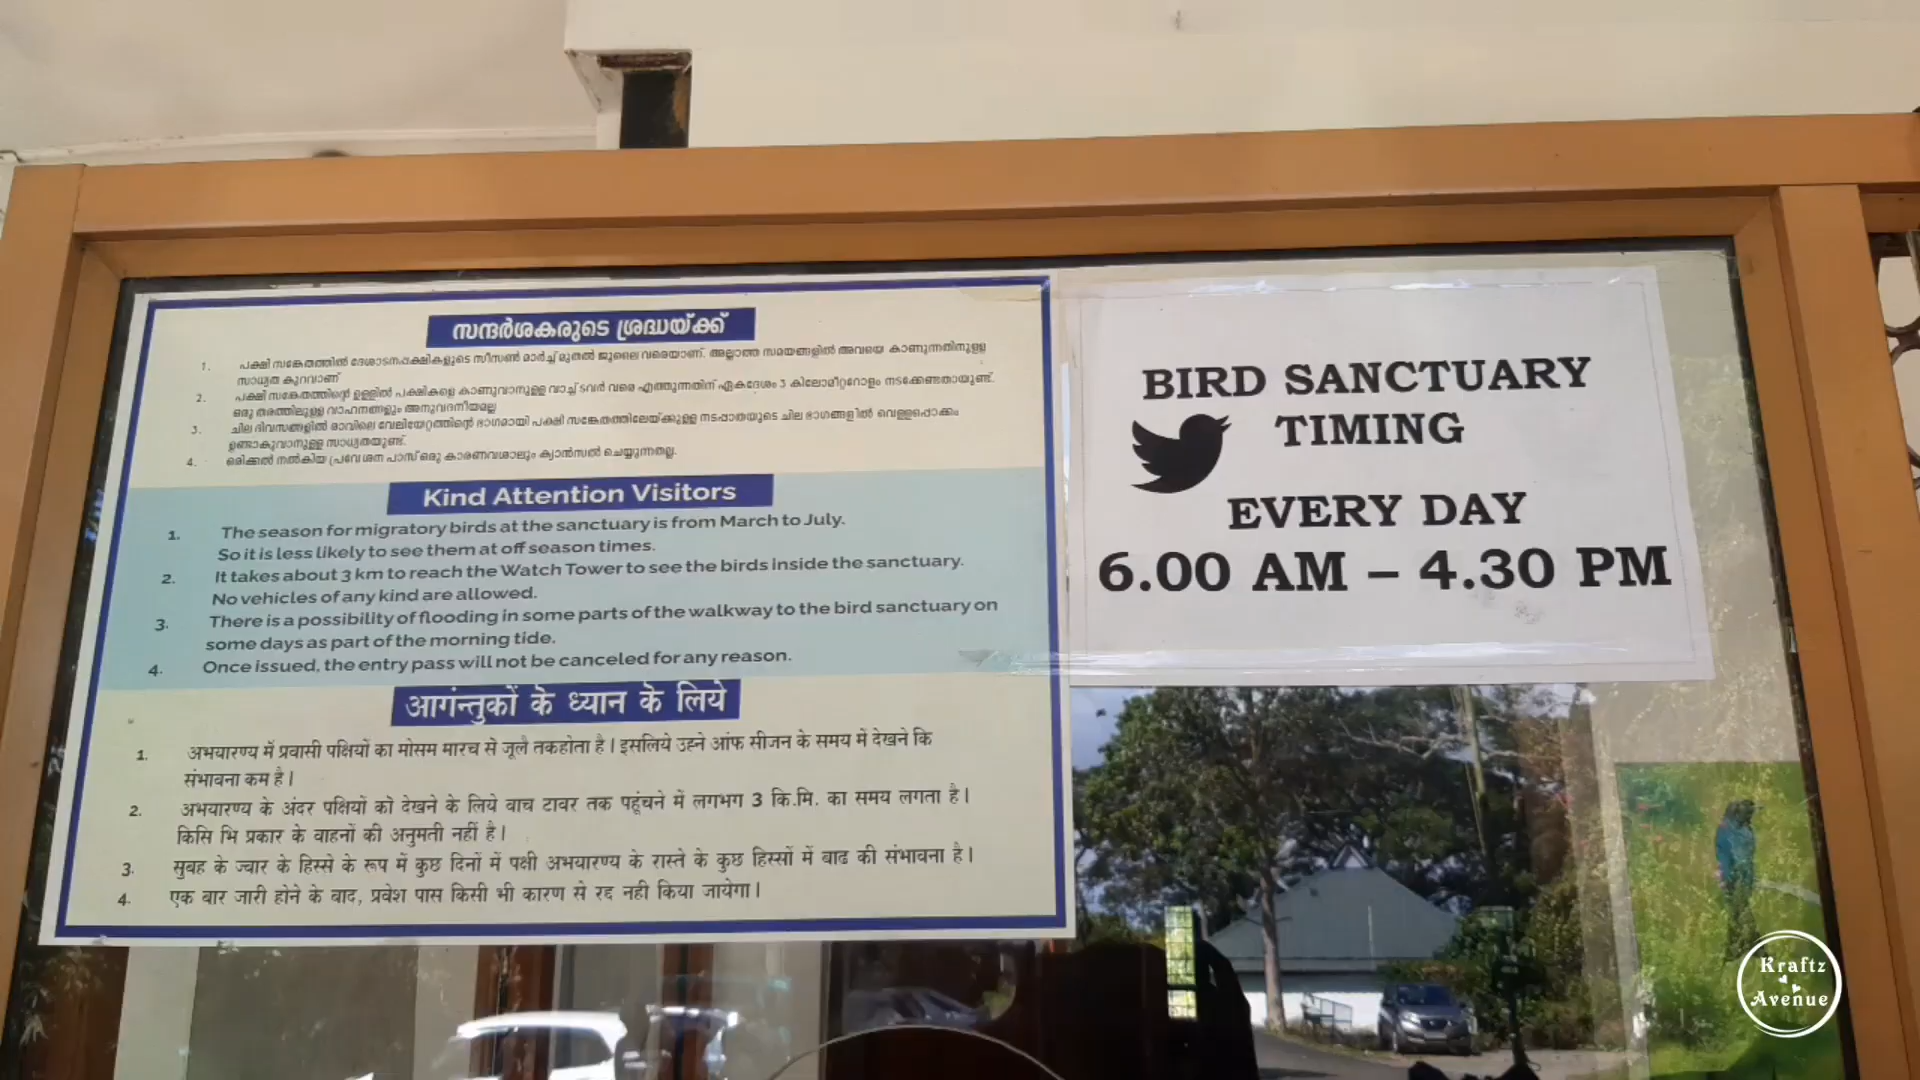 സന്ദർശകരുടെ ശ്രദ്ധയ്ക്ക്
1. പക്ഷി സങ്കേതത്തിൽ ദേശാടനപക്ഷികളുടെ സീസൺ മാർച്ച് മുതൽ ജൂലൈ വരെയാണ്. അല്ലാത്ത സമയങ്ങളിൽ അവയെ കാണുന്നതിനുളള
സാധ്യത കുറവാണ്
2. പക്ഷി സങ്കേതത്തിന്റെ ഉള്ളിൽ പക്ഷികളെ കാണുവാനുള്ള വാച്ച് ടവർ വരെ എത്തുന്നതിന് ഏകദേശം 3 കിലോമീറ്ററോളം നടക്കേണ്ടതായുണ്ട്.
ഒരു തരത്തിലുള്ള വാഹനങ്ങളും അനുവദനീയമല്ല
3. ചില ദിവസങ്ങളിൽ രാവിലെ വേലിയേറ്റത്തിന്റെ ഭാഗമായി പക്ഷി സങ്കേതത്തിലേയ്ക്കുള്ള നടപ്പാതയുടെ ചില ഭാഗങ്ങളിൽ വെള്ളപ്പൊക്കം
ഉണ്ടാകുവാനുള്ള സാധ്യതയുണ്ട്.
4. ഒരിക്കൽ നൽകിയ പ്രവേശന പാസ് ഒരു കാരണവശാലും ക്യാൻസൽ ചെയ്യുന്നതല്ല.
Kind Attention Visitors
1. The season for migratory birds at the sanctuary is from March to July.
So it is less likely to see them at off season times.
2. It takes about 3 km to reach the Watch Tower to see the birds inside the sanctuary.
No vehicles of any kind are allowed.
3. There is a possibility of flooding in some parts of the walkway to the bird sanctuary on
some days as part of the morning tide.
4. Once issued, the entry pass will not be canceled for any reason.
आगंन्तुकों के ध्यान के लिये
1. अभयारण्य में प्रवासी पक्षियों का मोसम मारच से जूलै तकहोता है। इसलिये उह्ने ऑफ सीजन के समय में देखने कि
संभावना कम है।
2. अभयारण्य के अंदर पक्षियों को देखने के लिये वाच टावर तक पहूंचने में लगभग 3 कि.मि. का समय लगता है।
किसि भि प्रकार के वाहनों की अनुमती नहीं है।
3. सुबह के ज्वार के हिस्से के रूप में कुछ दिनों में पक्षी अभयारण्य के रास्ते के कुछ हिस्सों में बाढ की संभावना है।
4. एक बार जारी होने के बाद, प्रवेश पास किसी भी कारण से रद्द नही किया जायेगा।
BIRD SANCTUARY
TIMING
EVERY DAY
6.00 AM – 4.30 PM
Kraftz
Avenue